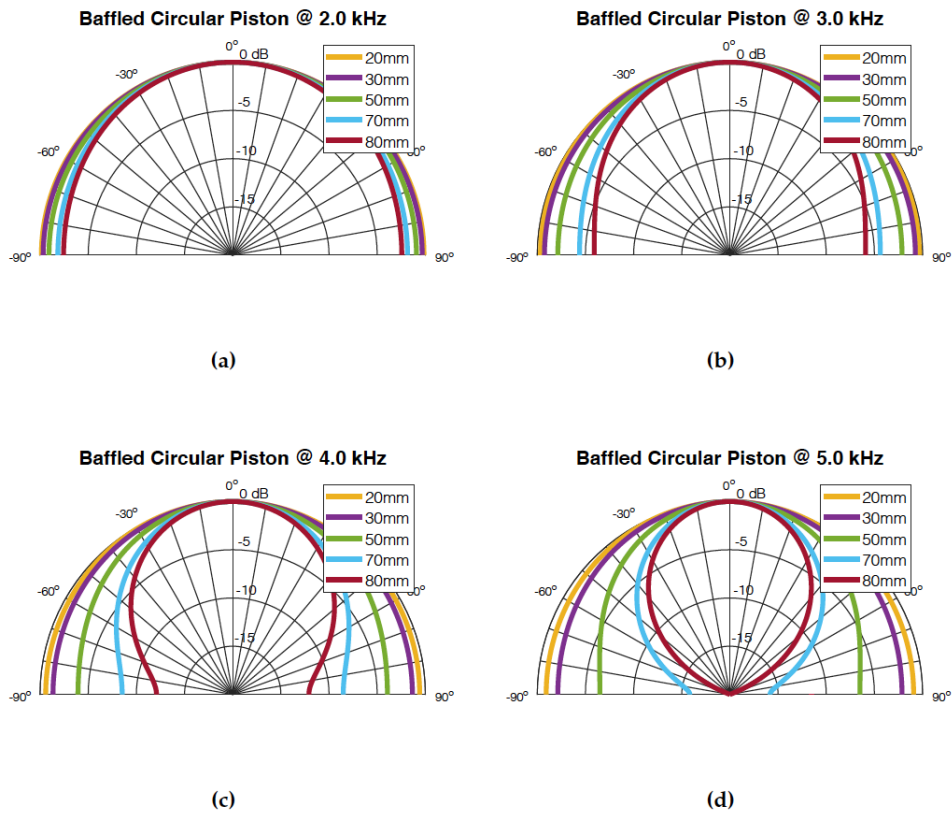 Baffled Circular Piston @ 2.0 kHz
0°
0 dB
-30°
-5
-60°
-10
-15
-90°
90°
20mm
30mm
50mm
70mm
80mm
(a)
Baffled Circular Piston @ 3.0 kHz
0°
0 dB
-30°
-5
-60°
-10
-15
-90°
90°
20mm
30mm
50mm
70mm
80mm
(b)
Baffled Circular Piston @ 4.0 kHz
0°
0 dB
-30°
-5
-60°
-10
-15
-90°
90°
20mm
30mm
50mm
70mm
80mm
(c)
Baffled Circular Piston @ 5.0 kHz
0°
0 dB
-30°
-5
-60°
-10
-15
-90°
90°
20mm
30mm
50mm
70mm
80mm
(d)